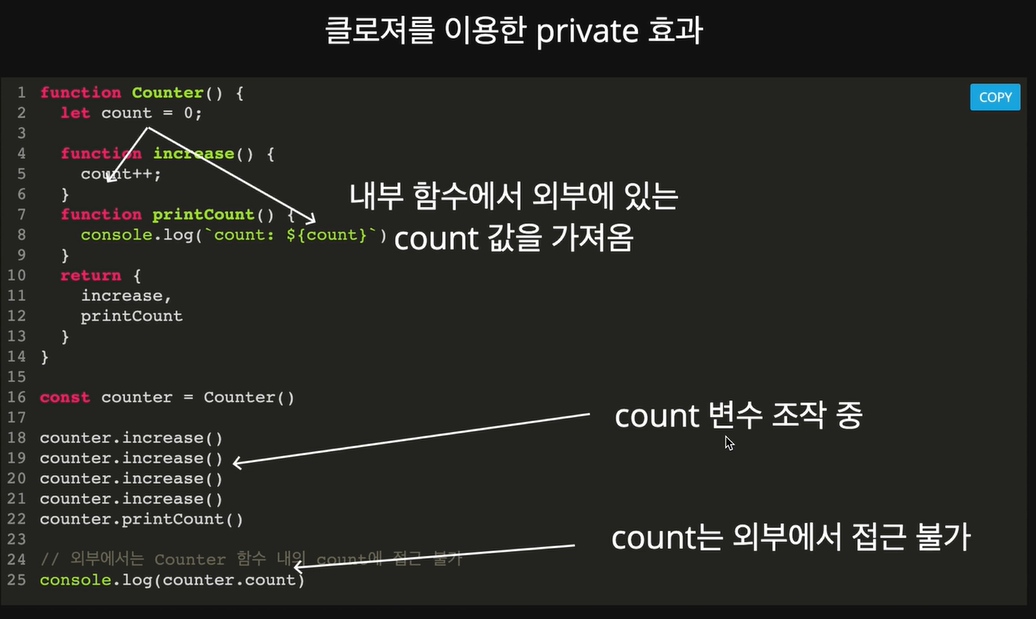 클로져를 이용한 private 효과
COPY
1 function Counter() {
2 let count = 0;
3
4 function increase() {
5 count++;
6 }
7 function printCount() {
8 console.log(`count: ${count}`)
내부 함수에서 외부에 있는
count 값을 가져옴
9 }
10 return {
11 increase,
12 printCount
13 }
14 }
15
16 const counter = Counter()
17
count 변수 조작 중
18 counter.increase()
19 counter.increase()
20 counter.increase()
21 counter.increase()
22 counter.printCount()
23
count는 외부에서 접근 불가
24 // 외부에서는 Counter 함수 내의 count에 접근 불가
25 console.log(counter.count)